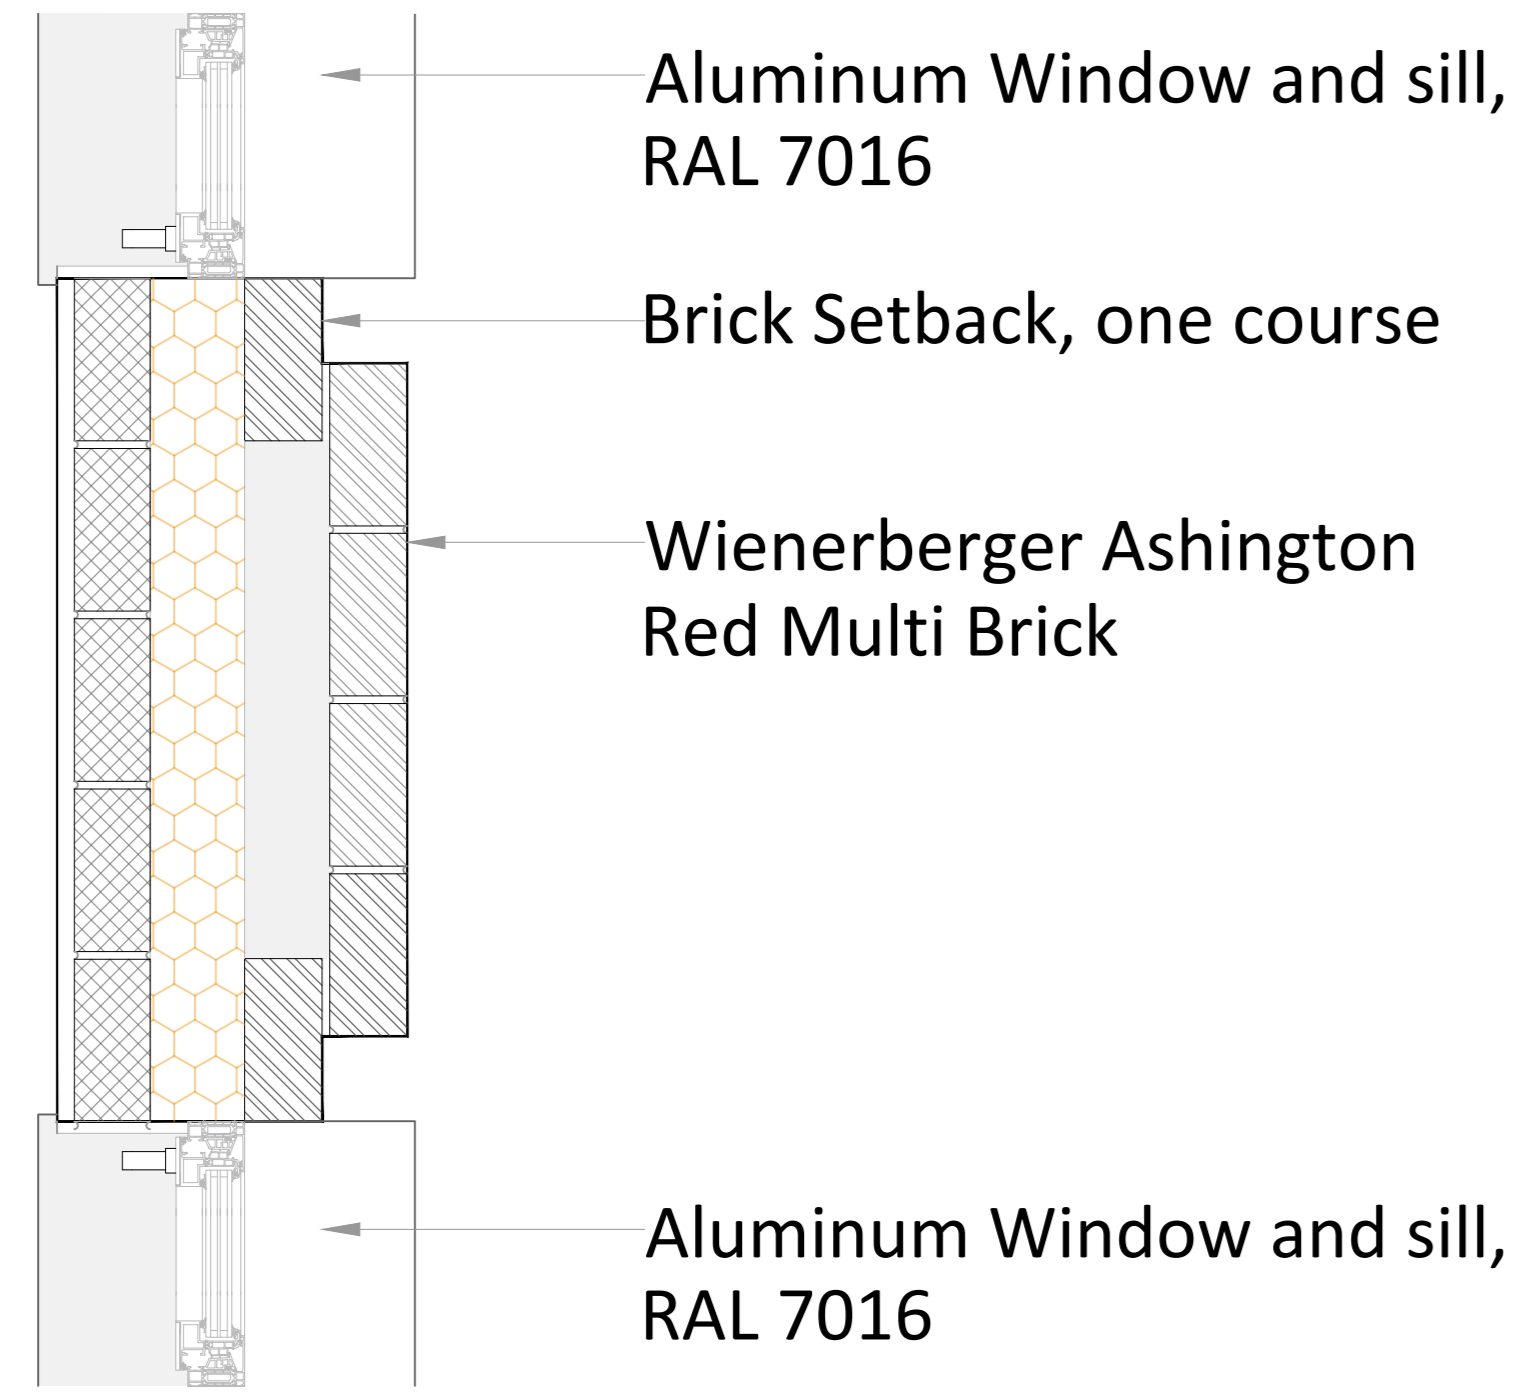 Aluminum Window and sill,
RAL 7016
Brick Setback, one course
Wienerberger Ashington
Red Multi Brick
Aluminum Window and sill,
RAL 7016